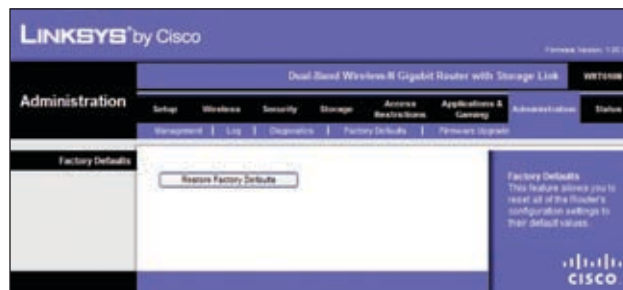 LINKSYS® by Cisco
Firmware Version:
Dual-Band Wireless-N Gigabit Router with Storage Link
Administration
Setup
Wireless
Security
Storage
Access Restrictions
Applications & Gaming
Administration
Status
Management | Log | Diagnostics | Factory Defaults | Firmware Upgrade
Factory Defaults
Restore Factory Defaults
Factory Defaults
This feature allows you to
reset all of the Router's
configuration settings to
their default values.
CISCO